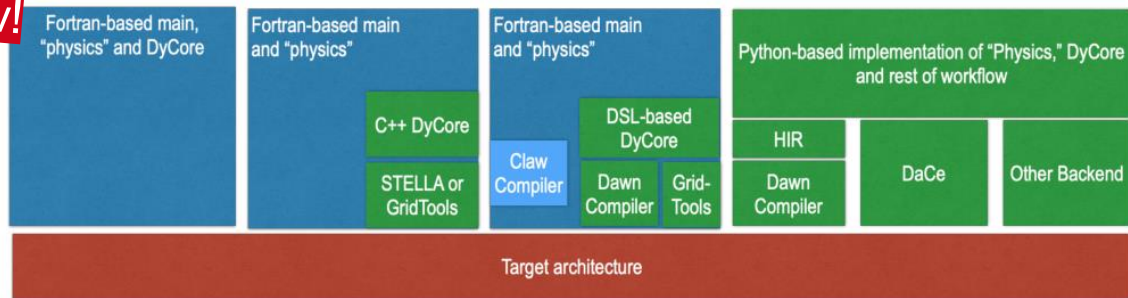 y!
Fortran-based main,
“physics” and DyCore
Fortran-based main
and “physics”
C++ DyCore
STELLA or
GridTools
Fortran-based main
and “physics”
Claw
Compiler
DSL-based
DyCore
Dawn
Compiler
Grid-
Tools
Python-based implementation of “Physics,” DyCore
and rest of workflow
HIR
Dawn
Compiler
DaCe
Other Backend
Target architecture